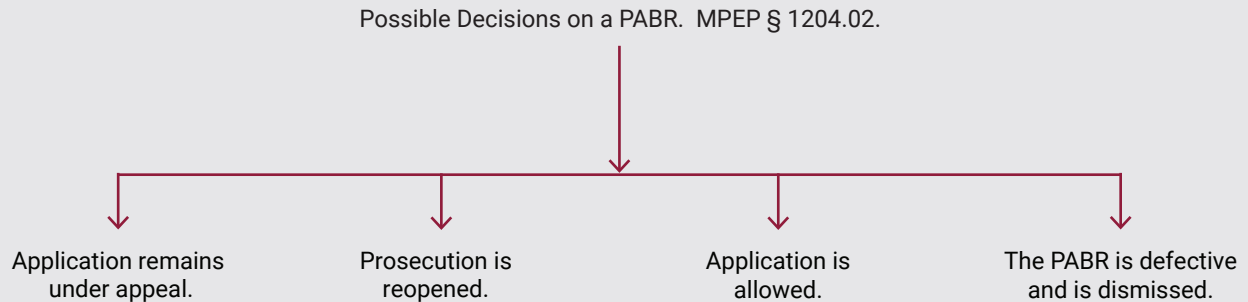 Possible Decisions on a PABR.  MPEP § 1204.02.
Application remains
under appeal.
Prosecution is
reopened.
Application is
allowed.
The PABR is defective
and is dismissed.